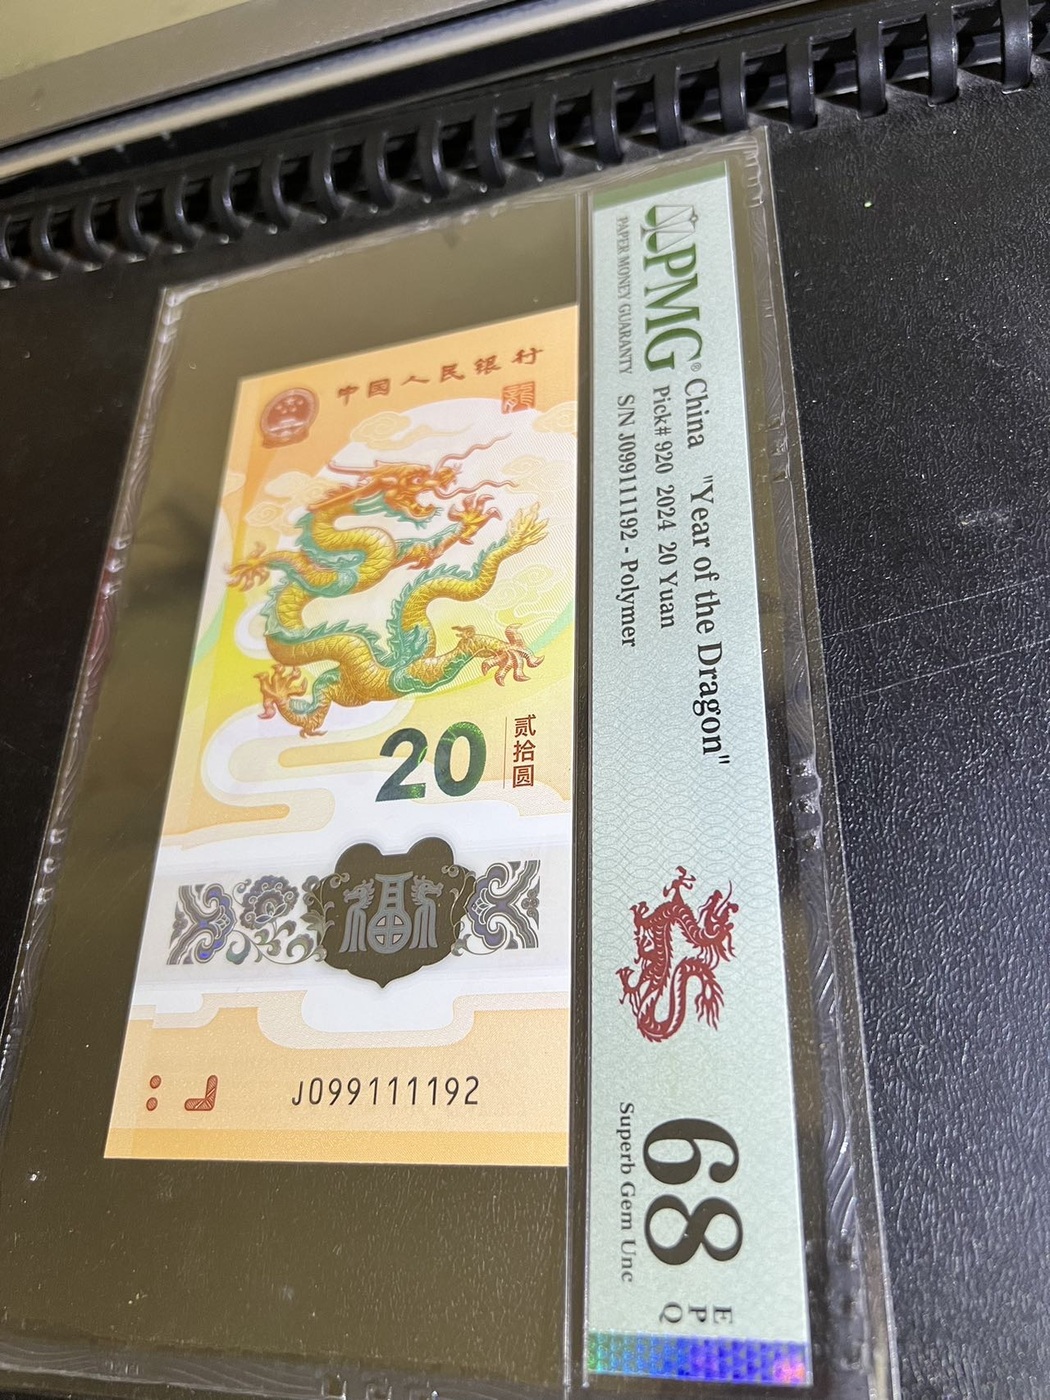 中国人民银行
龍
20
贰拾圆
福
J099111192
PMG®
PAPER MONEY GUARANTY
China "Year of the Dragon"
Pick# 920 2024 20 Yuan
S/N J099111192 - Polymer
68
Superb Gem Unc
EPQ